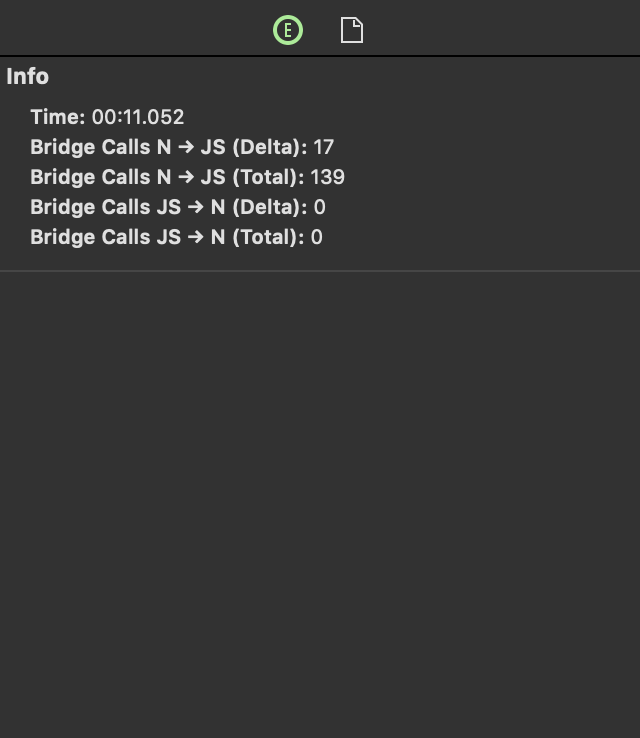 E
Info
Time: 00:11.052
Bridge Calls N → JS (Delta): 17
Bridge Calls N → JS (Total): 139
Bridge Calls JS → N (Delta): 0
Bridge Calls JS → N (Total): 0